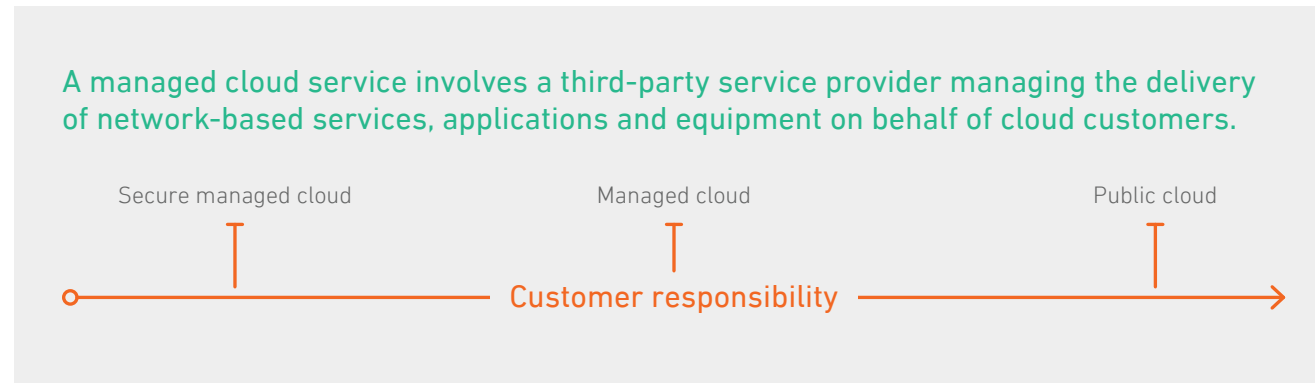 A managed cloud service involves a third-party service provider managing the delivery
of network-based services, applications and equipment on behalf of cloud customers.
Secure managed cloud
Managed cloud
Public cloud
Customer responsibility